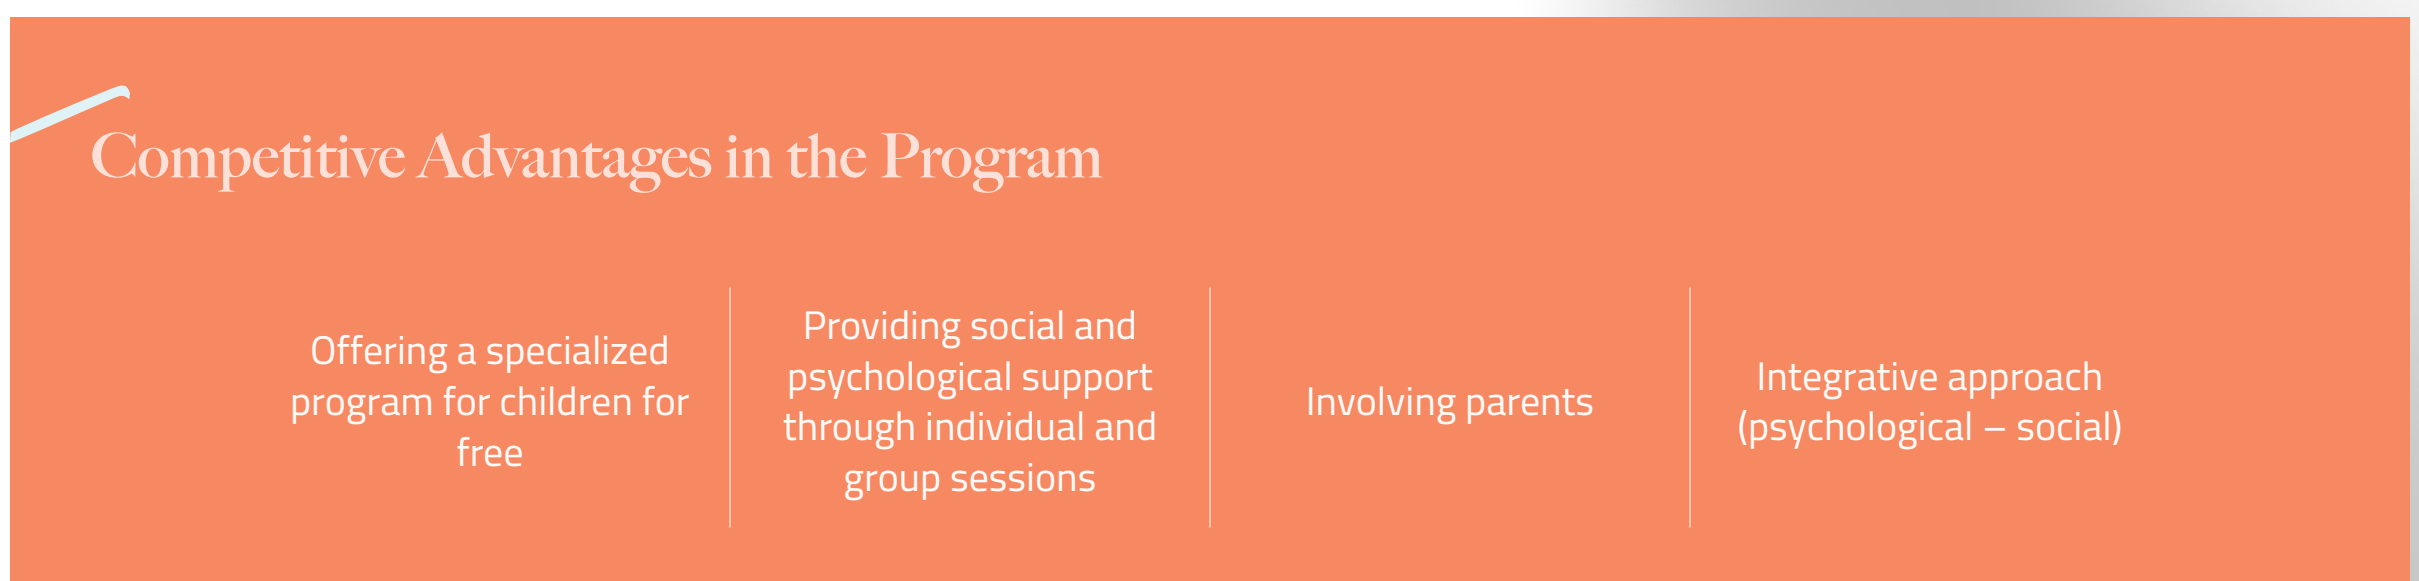 Competitive Advantages in the Program
Offering a specialized
program for children for
free
Providing social and
psychological support
through individual and
group sessions
Involving parents
Integrative approach
(psychological – social)